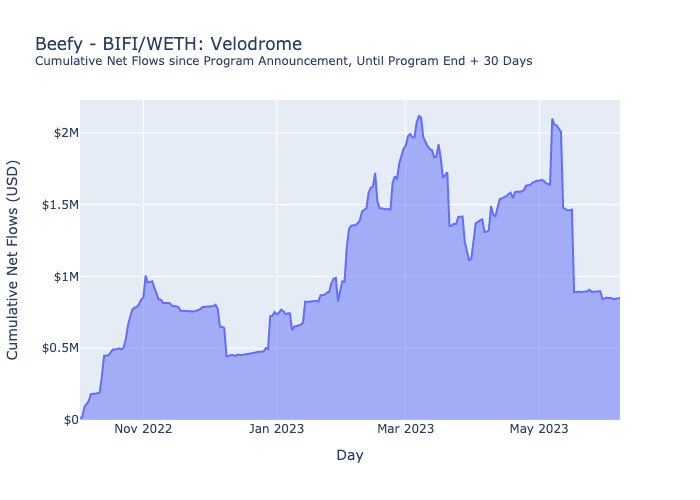 Beefy - BIFI/WETH: Velodrome
Cumulative Net Flows since Program Announcement, Until Program End + 30 Days
Cumulative Net Flows (USD)
$2M
$1.5M
$1M
$0.5M
$0
Nov 2022
Jan 2023
Mar 2023
May 2023
Day